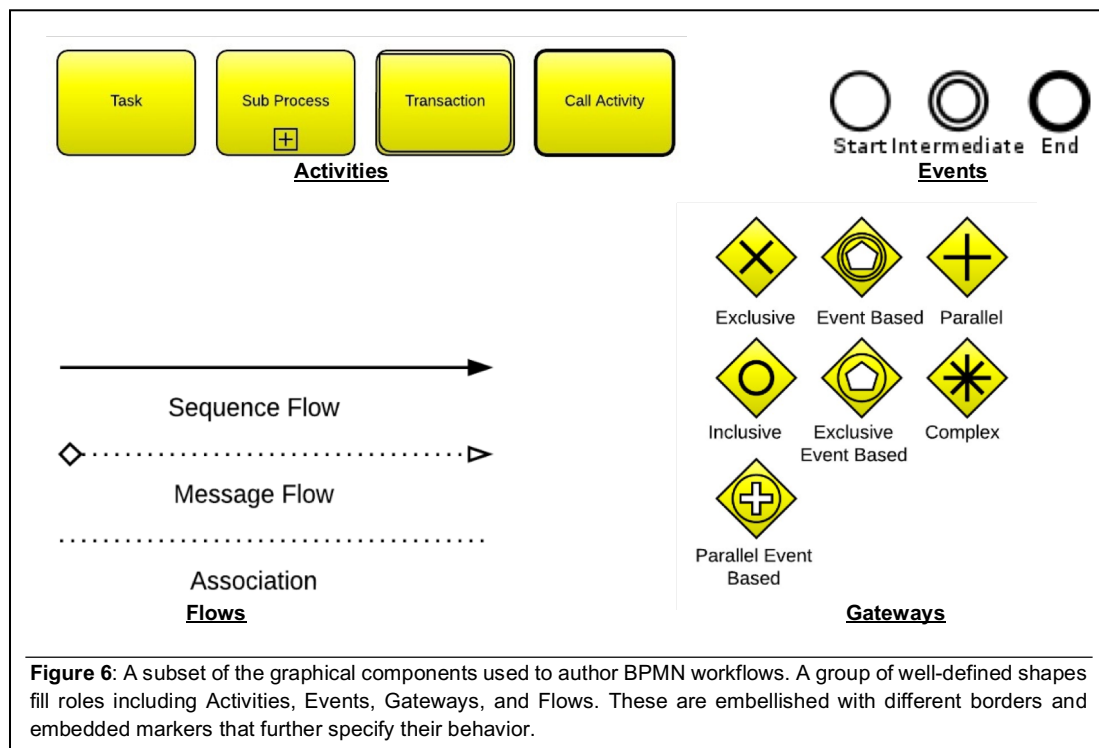 Task
Sub Process
Transaction
Call Activity
Activities
Start Intermediate End
Events
Exclusive Event Based Parallel
Inclusive Exclusive Complex
Event Based
Parallel Event
Based
Gateways
Sequence Flow
Message Flow
Association
Flows
Figure 6: A subset of the graphical components used to author BPMN workflows. A group of well-defined shapes
fill roles including Activities, Events, Gateways, and Flows. These are embellished with different borders and
embedded markers that further specify their behavior.